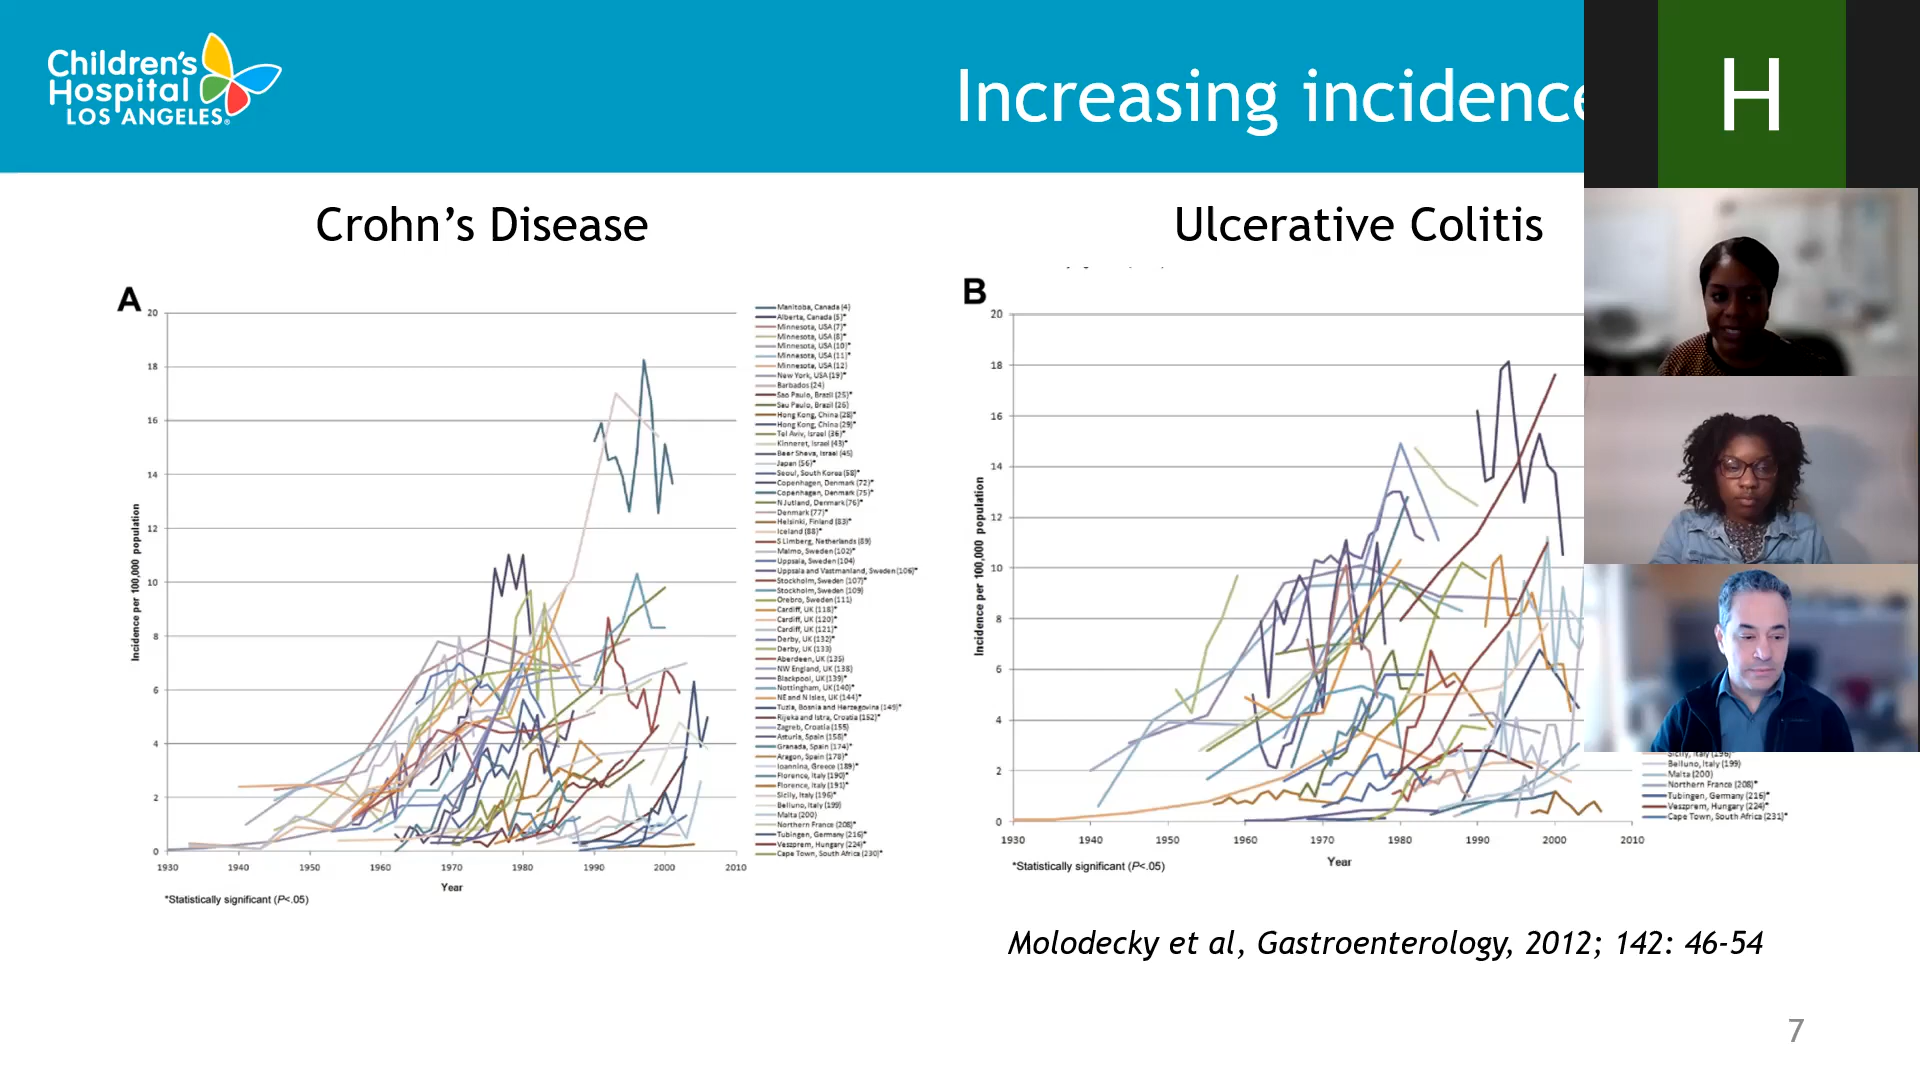 Children's
Hospital
LOS ANGELES®
Increasing incidence
H
Crohn's Disease
Ulcerative Colitis
A
20
18
16
14
12
10
8
6
4
2
0
Incidence per 100,000 population
1930 1940 1950 1960 1970 1980 1990 2000 2010
Year
*Statistically significant (P<.05)
Manitoba, Canada (4)
Alberta, Canada (5)*
Minnesota, USA (7)*
Minnesota, USA (8)*
Minnesota, USA (10)*
Minnesota, USA (11)*
Minnesota, USA (12)
New York, USA (19)*
Barbados (24)
Sao Paulo, Brazil (25)*
Sau Paulo, Brazil (26)
Hong Kong, China (28)*
Hong Kong, China (29)*
Tel Aviv, Israel (36)*
Kinneret, Israel (43)*
Beer Sheva, Israel (45)
Japan (56)*
Seoul, South Korea (58)*
Copenhagen, Denmark (72)*
Copenhagen, Denmark (75)*
N Jutland, Denmark (76)*
Denmark (77)*
Helsinki, Finland (83)*
Iceland (88)*
S Limberg, Netherlands (89)
Malmo, Sweden (102)*
Uppsala, Sweden (104)
Uppsala and Vastmanland, Sweden (106)*
Stockholm, Sweden (107)*
Stockholm, Sweden (109)
Orebro, Sweden (111)
Cardiff, UK (118)*
Cardiff, UK (120)*
Cardiff, UK (121)*
Derby, UK (132)*
Derby, UK (133)
Aberdeen, UK (135)
NW England, UK (138)
Blackpool, UK (139)*
Nottingham, UK (140)*
NE and N Isles, UK (144)*
Tuzla, Bosnia and Herzegovina (149)*
Rijeka and Istra, Croatia (152)*
Zagreb, Croatia (155)
Asturia, Spain (158)*
Granada, Spain (174)*
Aragon, Spain (178)*
Ioannina, Greece (189)*
Florence, Italy (190)*
Florence, Italy (191)*
Sicily, Italy (196)*
Belluno, Italy (199)
Malta (200)
Northern France (208)*
Tubingen, Germany (216)*
Veszprem, Hungary (224)*
Cape Town, South Africa (230)*
B
20
18
16
14
12
10
8
6
4
2
0
Incidence per 100,000 population
1930 1940 1950 1960 1970 1980 1990 2000 2010
Year
*Statistically significant (P<.05)
Sicily, Italy (196)*
Belluno, Italy (199)
Malta (200)
Northern France (208)*
Tubingen, Germany (216)*
Veszprem, Hungary (224)*
Cape Town, South Africa (231)*
Molodecky et al, Gastroenterology, 2012; 142: 46-54
7